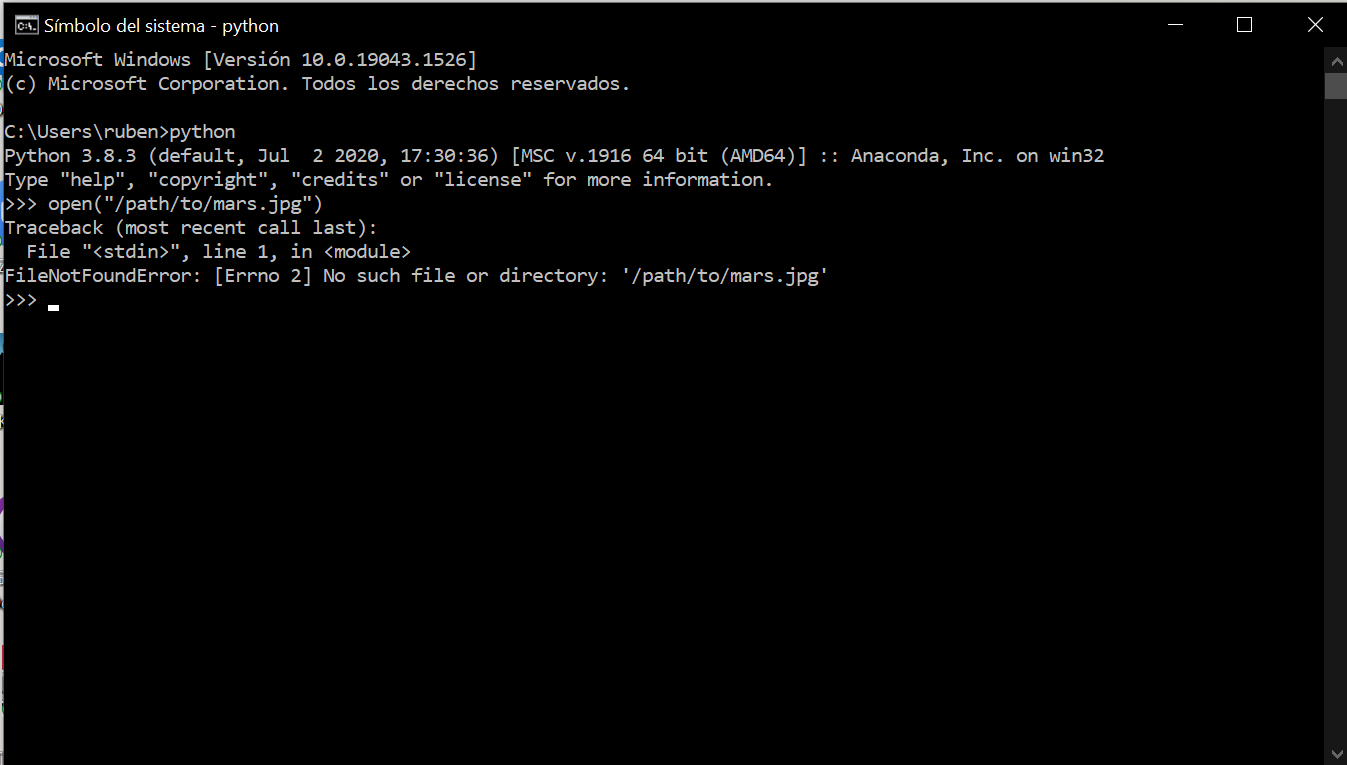 Símbolo del sistema - python
Microsoft Windows [Versión 10.0.19043.1526]
(c) Microsoft Corporation. Todos los derechos reservados.
C:\Users\ruben>python
Python 3.8.3 (default, Jul  2 2020, 17:30:36) [MSC v.1916 64 bit (AMD64)] :: Anaconda, Inc. on win32
Type "help", "copyright", "credits" or "license" for more information.
>>> open("/path/to/mars.jpg")
Traceback (most recent call last):
  File "<stdin>", line 1, in <module>
FileNotFoundError: [Errno 2] No such file or directory: '/path/to/mars.jpg'
>>>